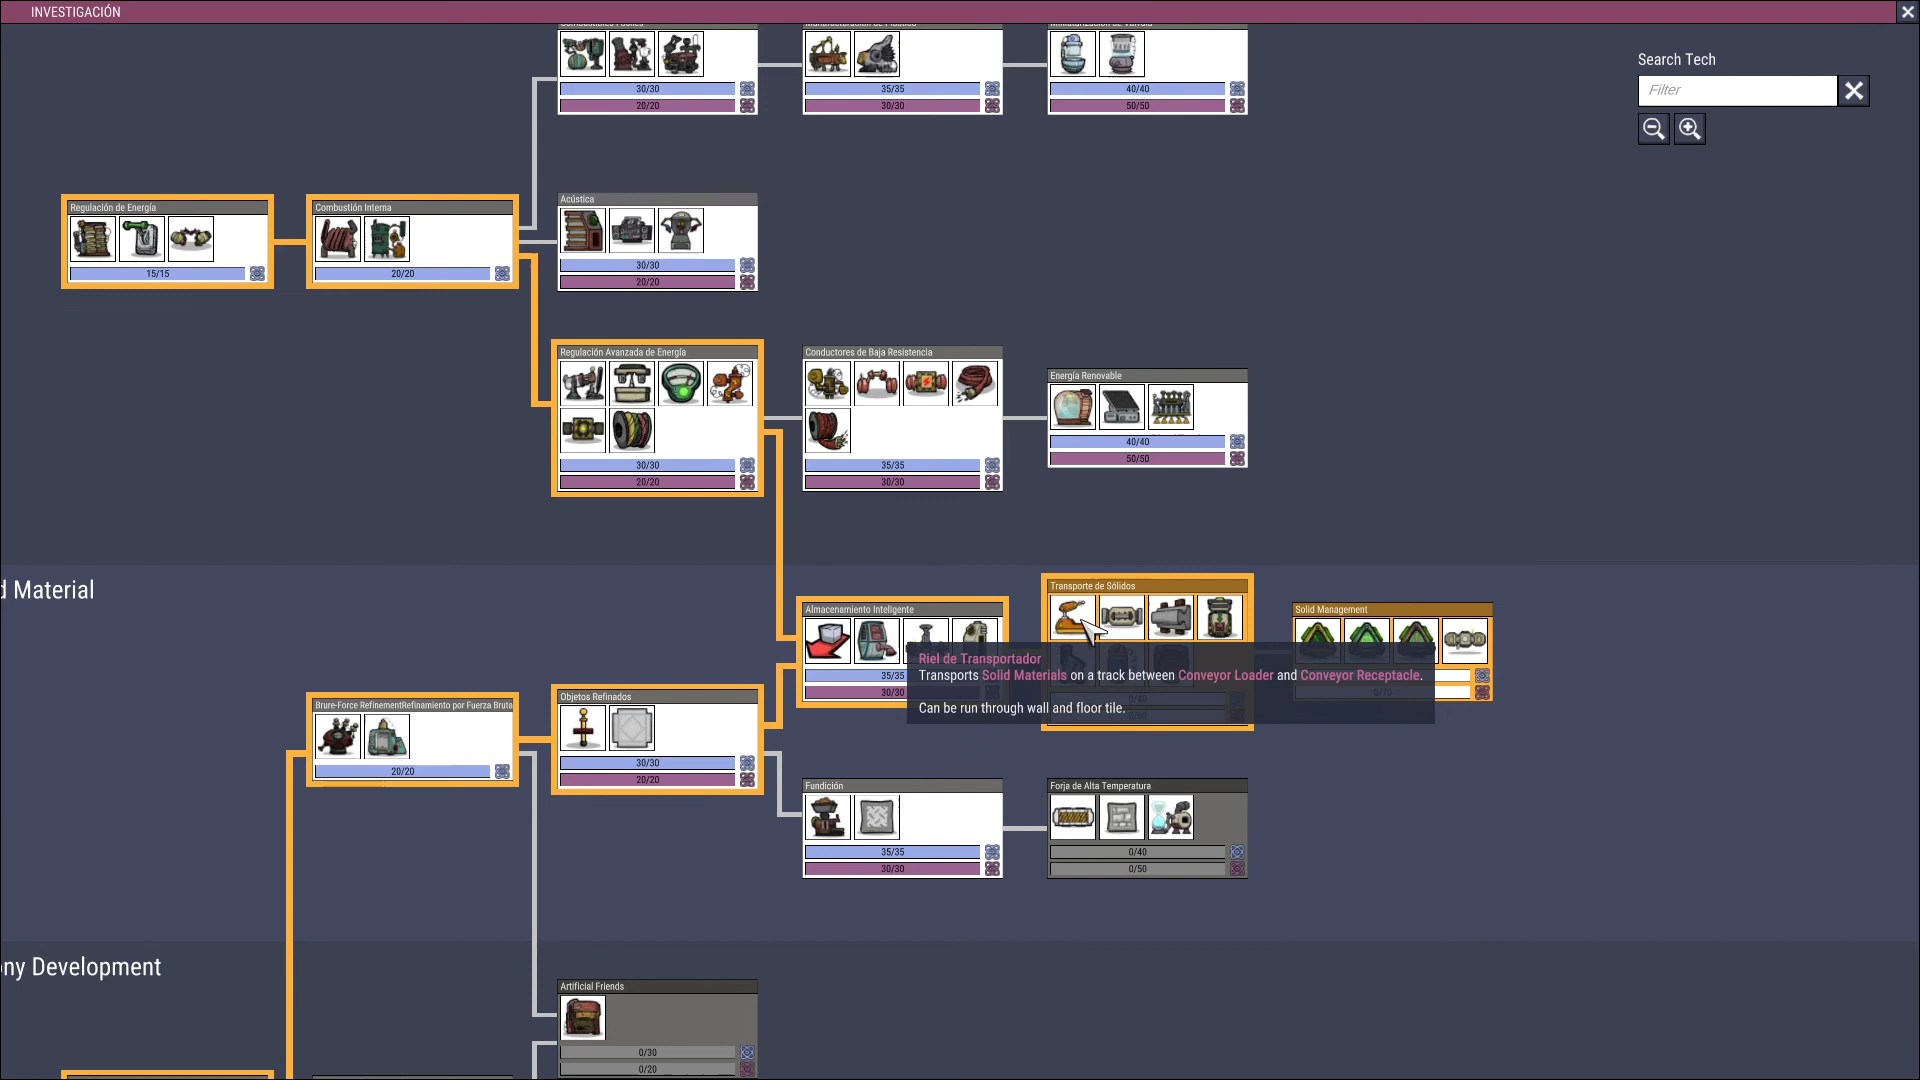 INVESTIGACIÓN
Search Tech
Filter
30/30
20/20
35/35
30/30
40/40
50/50
Regulación de Energía
15/15
Combustión Interna
20/20
Acústica
30/30
20/20
Regulación Avanzada de Energía
30/30
20/20
Conductores de Baja Resistencia
35/35
30/30
Energía Renovable
40/40
50/50
d Material
Almacenamiento Inteligente
35/35
30/30
Transporte de Sólidos
0/40
Solid Management
0/70
Riel de Transportador
Transports Solid Materials on a track between Conveyor Loader and Conveyor Receptacle.
Can be run through wall and floor tile.
Brure-Force RefinementRefinamiento por Fuerza Bruta
20/20
Objetos Refinados
30/30
20/20
Fundición
35/35
30/30
Forja de Alta Temperatura
0/40
0/50
ony Development
Artificial Friends
0/30
0/20